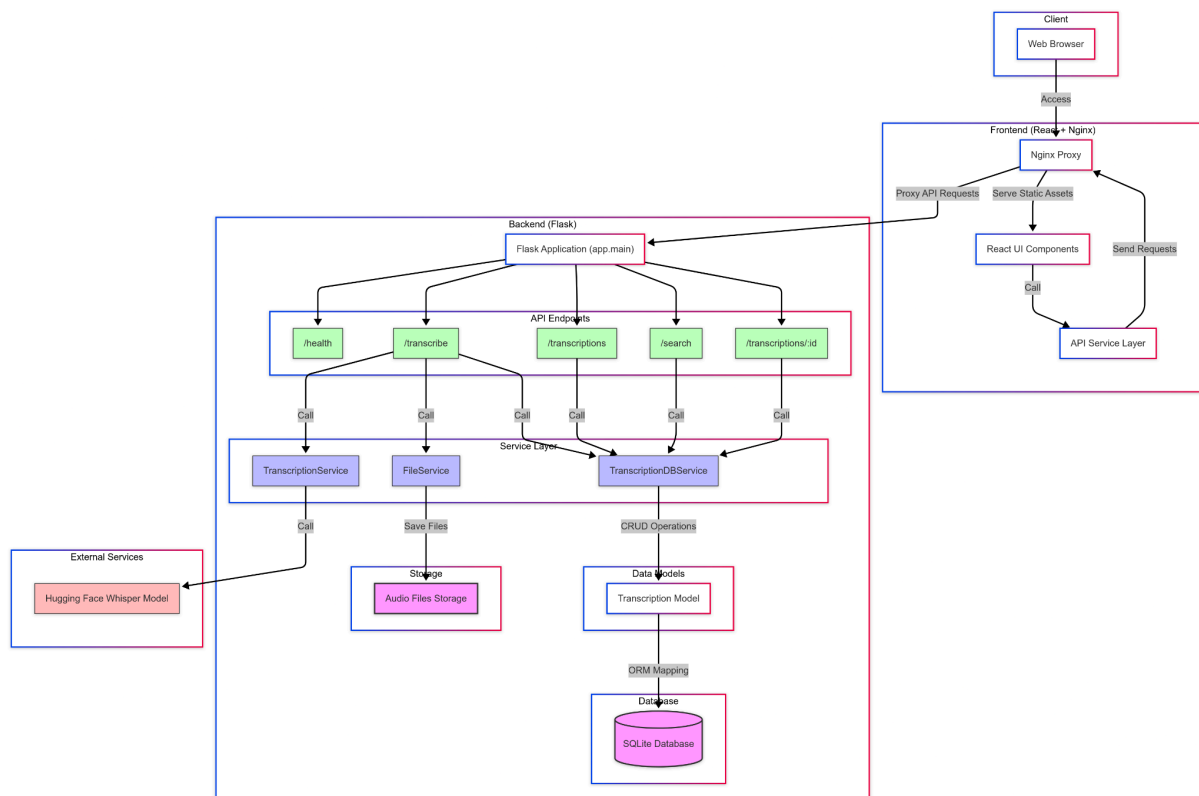 Client
Web Browser
Access
Frontend (React + Nginx)
Nginx Proxy
Proxy API Requests
Serve Static Assets
Backend (Flask)
Flask Application (app.main)
React UI Components
Send Requests
Call
API Endpoints
/health
/transcribe
/transcriptions
/search
/transcriptions/:id
API Service Layer
Call
Call
Call
Call
Call
Call
Service Layer
TranscriptionService
FileService
TranscriptionDBService
Call
Save Files
CRUD Operations
External Services
Hugging Face Whisper Model
Storage
Audio Files Storage
Data Models
Transcription Model
ORM Mapping
Database
SQLite Database